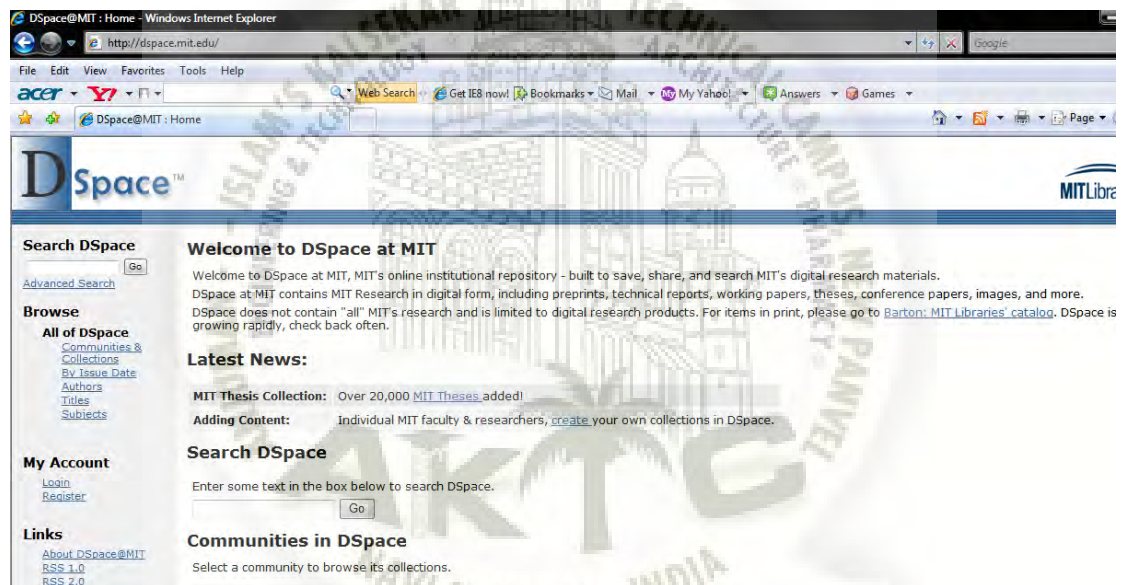 DSpace@MIT : Home - Windows Internet Explorer
http://dspace.mit.edu/
Google
File Edit View Favorites Tools Help
acer Y! Web Search Get IE8 now! Bookmarks Mail My Yahoo! Answers Games
DSpace@MIT : Home Page
DSpace™
MITLibra
Search DSpace
Go
Advanced Search
Browse
All of DSpace
Communities &
Collections
By Issue Date
Authors
Titles
Subjects
My Account
Login
Register
Links
About DSpace@MIT
RSS 1.0
RSS 2.0
Welcome to DSpace at MIT
Welcome to DSpace at MIT, MIT's online institutional repository - built to save, share, and search MIT's digital research materials.
DSpace at MIT contains MIT Research in digital form, including preprints, technical reports, working papers, theses, conference papers, images, and more.
DSpace does not contain "all" MIT's research and is limited to digital research products. For items in print, please go to Barton: MIT Libraries' catalog. DSpace is
growing rapidly, check back often.
Latest News:
MIT Thesis Collection: Over 20,000 MIT Theses added!
Adding Content: Individual MIT faculty & researchers, create your own collections in DSpace.
Search DSpace
Enter some text in the box below to search DSpace.
Go
Communities in DSpace
Select a community to browse its collections.
AKTC
INDIA